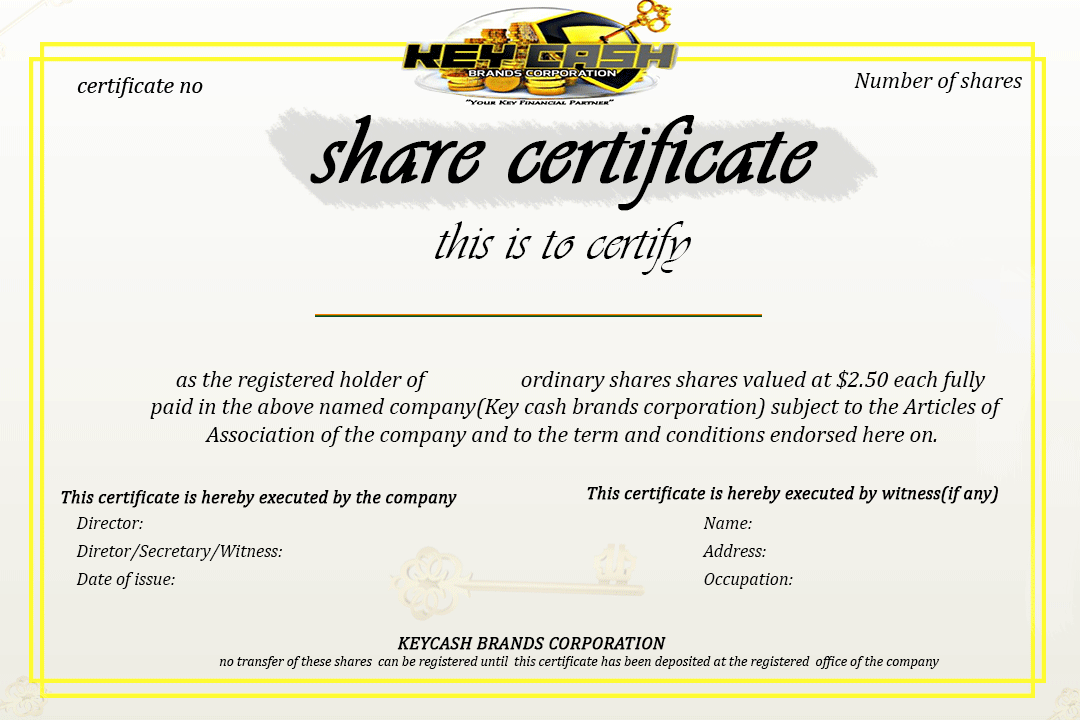 KEY CASH
BRANDS CORPORATION
"YOUR KEY FINANCIAL PARTNER"
certificate no
Number of shares
share certificate
this is to certify
as the registered holder of ordinary shares shares valued at $2.50 each fully
paid in the above named company(Key cash brands corporation) subject to the Articles of
Association of the company and to the term and conditions endorsed here on.
This certificate is hereby executed by the company
Director:
Diretor/Secretary/Witness:
Date of issue:
This certificate is hereby executed by witness(if any)
Name:
Address:
Occupation:
KEYCASH BRANDS CORPORATION
no transfer of these shares can be registered until this certificate has been deposited at the registered office of the company